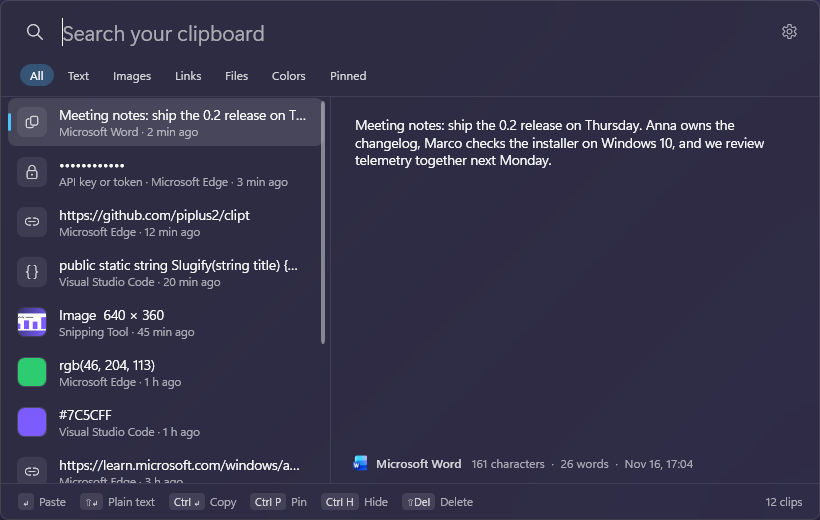 Search your clipboard
All Text Images Links Files Colors Pinned
Meeting notes: ship the 0.2 release on T...
Microsoft Word · 2 min ago
••••••••••••
API key or token · Microsoft Edge · 3 min ago
https://github.com/piplus2/clipt
Microsoft Edge · 12 min ago
{ }
public static string Slugify(string title) {...
Visual Studio Code · 20 min ago
Image 640 × 360
Snipping Tool · 45 min ago
rgb(46, 204, 113)
Microsoft Edge · 1 h ago
#7C5CFF
Visual Studio Code · 1 h ago
https://learn.microsoft.com/windows/a...
Microsoft Edge · 3 h ago
Meeting notes: ship the 0.2 release on Thursday. Anna owns the
changelog, Marco checks the installer on Windows 10, and we review
telemetry together next Monday.
Microsoft Word 161 characters · 26 words · Nov 16, 17:04
↲ Paste ⇧↲ Plain text Ctrl ↲ Copy Ctrl P Pin Ctrl H Hide ⇧Del Delete 12 clips